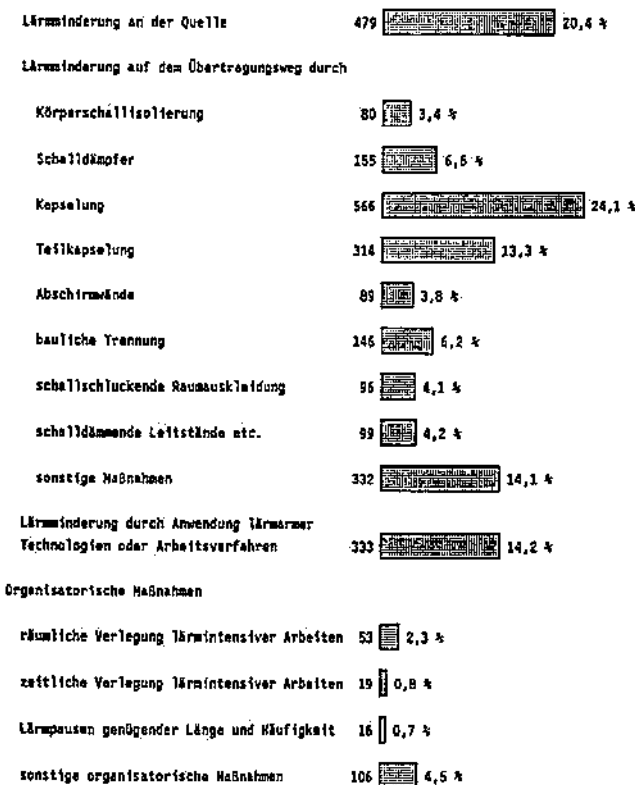 Lärmminderung an der Quelle 479 20,4 %
Lärmminderung auf dem Übertragungsweg durch
Körperschallisolierung 80 3,4 %
Schalldämpfer 155 6,6 %
Kapselung 566 24,1 %
Teilkapselung 314 13,3 %
Abschirmwände 89 3,8 %
bauliche Trennung 146 6,2 %
schallschluckende Raumauskleidung 96 4,1 %
schalldämmende Leitstände etc. 99 4,2 %
sonstige Maßnahmen 332 14,1 %
Lärmminderung durch Anwendung lärmarmer
Technologien oder Arbeitsverfahren 333 14,2 %
Organisatorische Maßnahmen
räumliche Verlegung lärmintensiver Arbeiten 53 2,3 %
zeitliche Verlegung lärmintensiver Arbeiten 19 0,8 %
Lärmpausen genügender Länge und Häufigkeit 16 0,7 %
sonstige organisatorische Maßnahmen 106 4,5 %